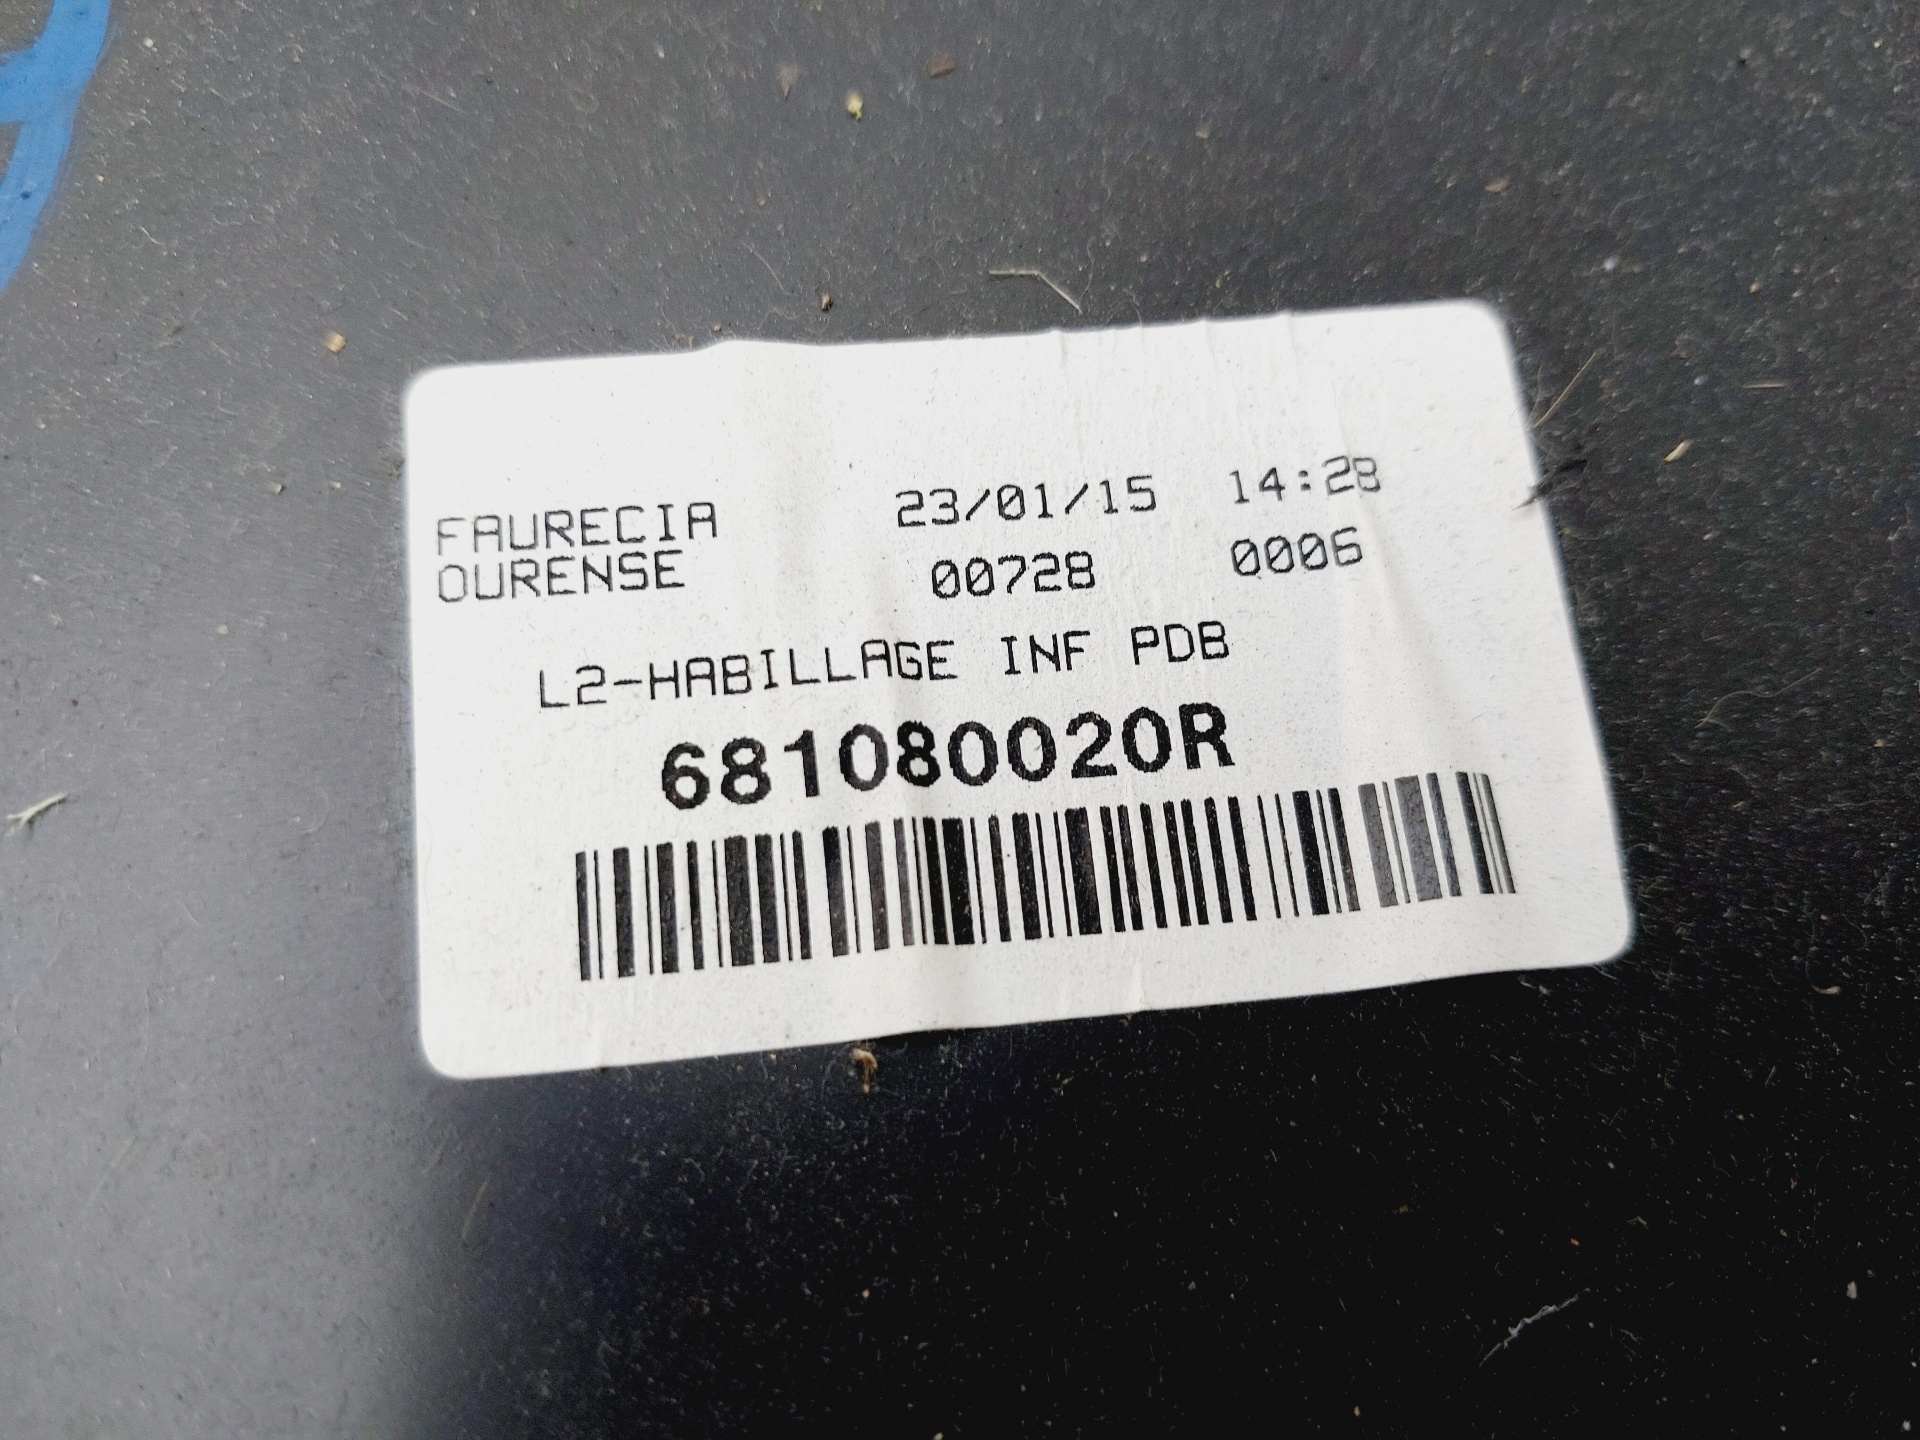 FAURECIA 23/01/15 14:28
OURENSE 00728 0006
L2-HABILLAGE INF PDB
681080020R